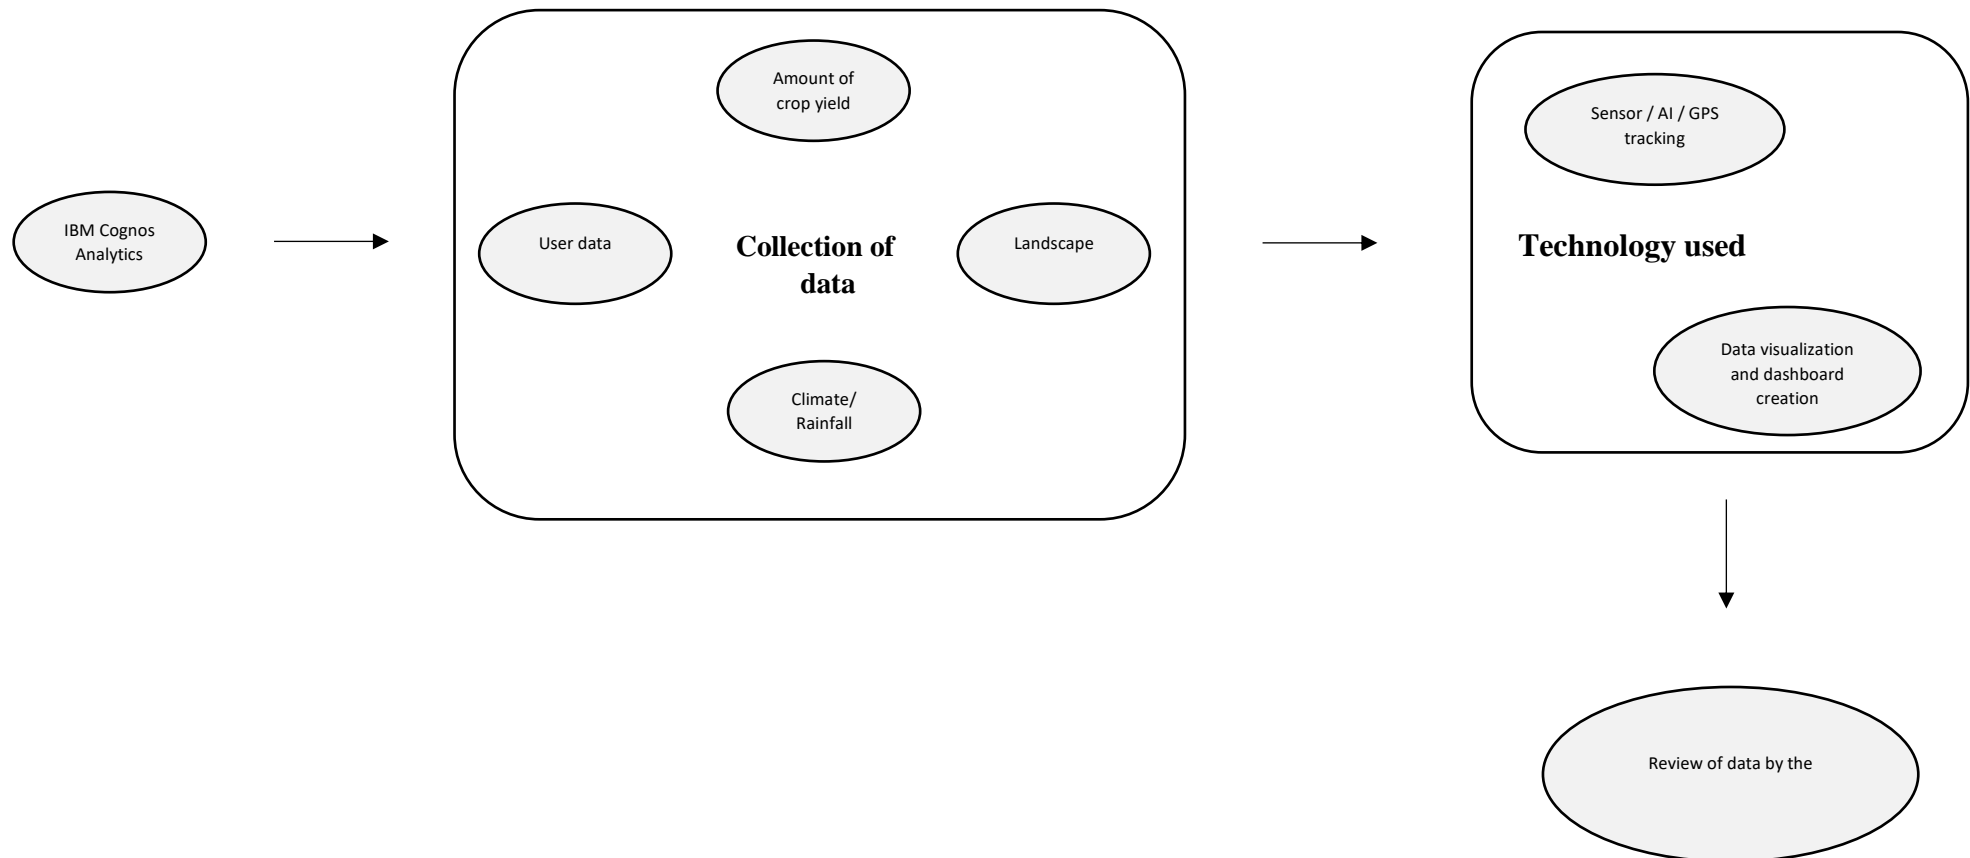 IBM Cognos
Analytics
Amount of
crop yield
User data
Collection of
data
Landscape
Climate/
Rainfall
Sensor / AI / GPS
tracking
Technology used
Data visualization
and dashboard
creation
Review of data by the